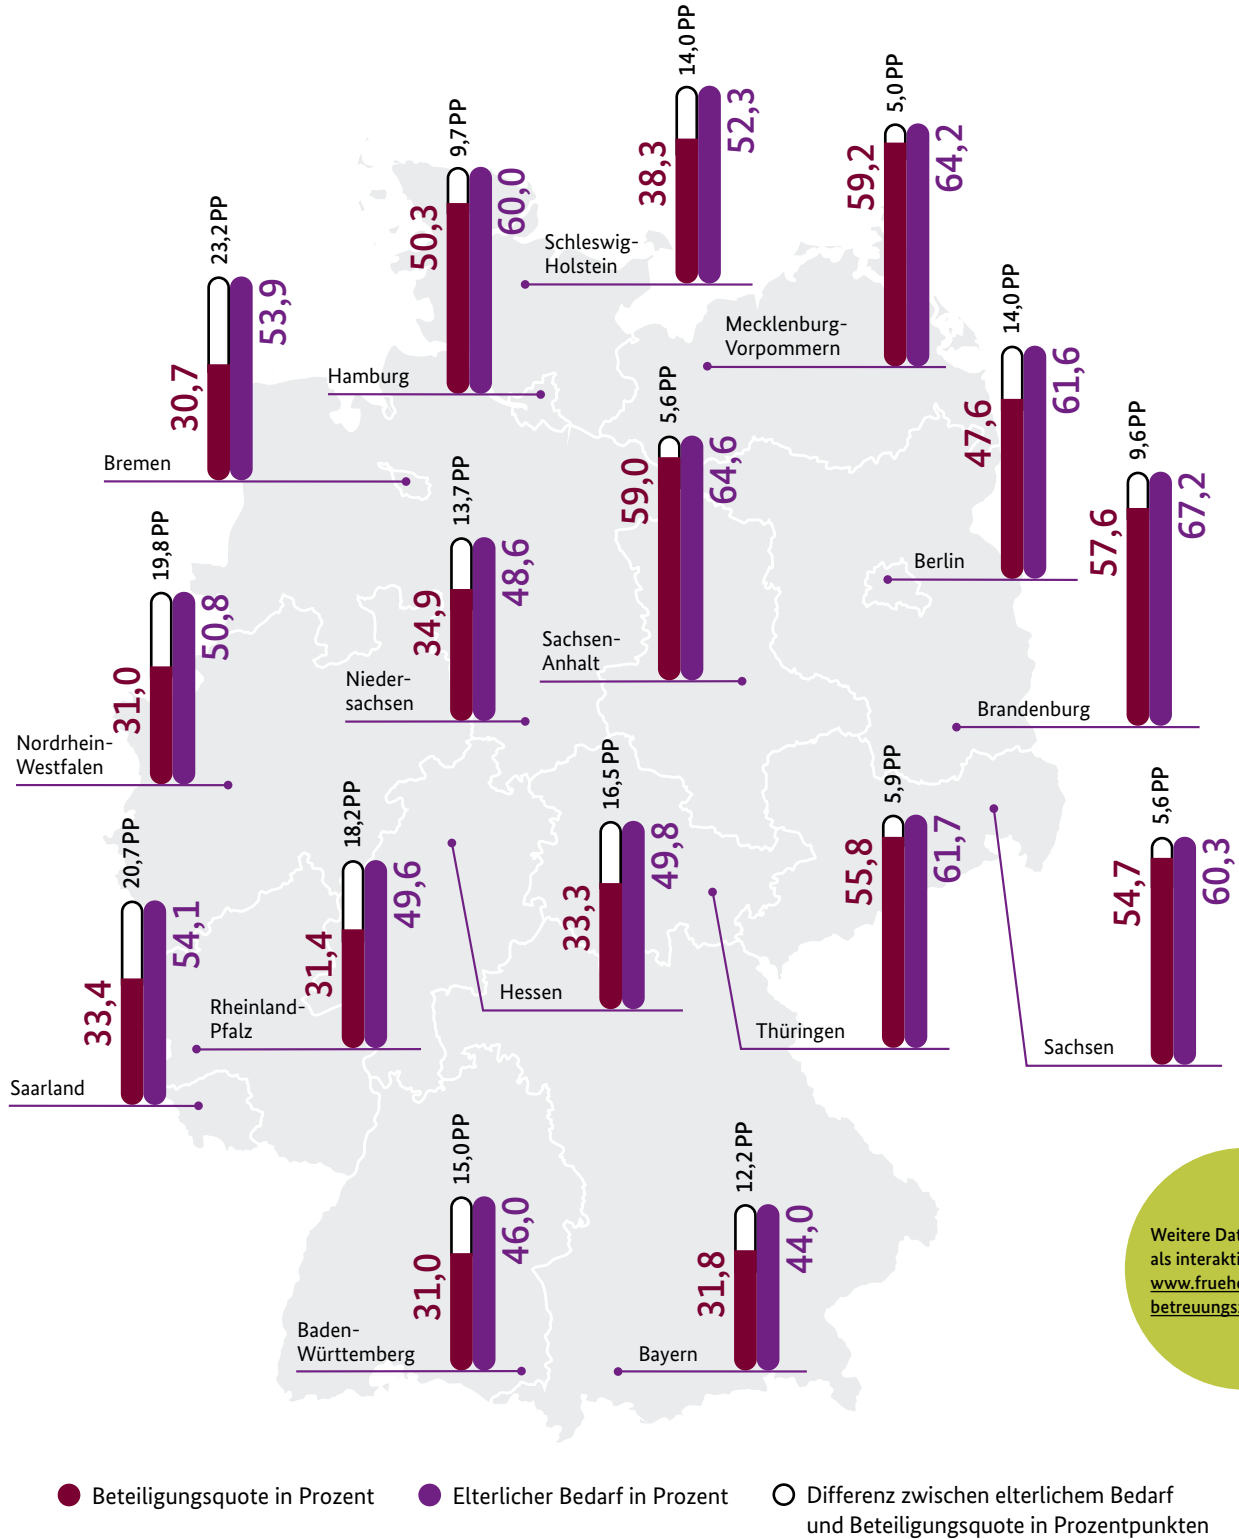 14,0 PP
38,3
52,3
Schleswig-
Holstein
5,0 PP
59,2
64,2
Mecklenburg-
Vorpommern
9,7 PP
50,3
60,0
Hamburg
23,2 PP
30,7
53,9
Bremen
14,0 PP
47,6
61,6
Berlin
5,6 PP
59,0
64,6
Sachsen-
Anhalt
9,6 PP
57,6
67,2
Brandenburg
13,7 PP
34,9
48,6
Nieder-
sachsen
19,8 PP
31,0
50,8
Nordrhein-
Westfalen
16,5 PP
33,3
49,8
Hessen
5,9 PP
55,8
61,7
Thüringen
5,6 PP
54,7
60,3
Sachsen
18,2 PP
31,4
49,6
Rheinland-
Pfalz
20,7 PP
33,4
54,1
Saarland
15,0 PP
31,0
46,0
Baden-
Württemberg
12,2 PP
31,8
44,0
Bayern
Weitere
als
Beteiligungsquote in Prozent
Elterlicher Bedarf in Prozent
Differenz zwischen elterlichem Bedarf
und Beteiligungsquote in Prozentpunkten